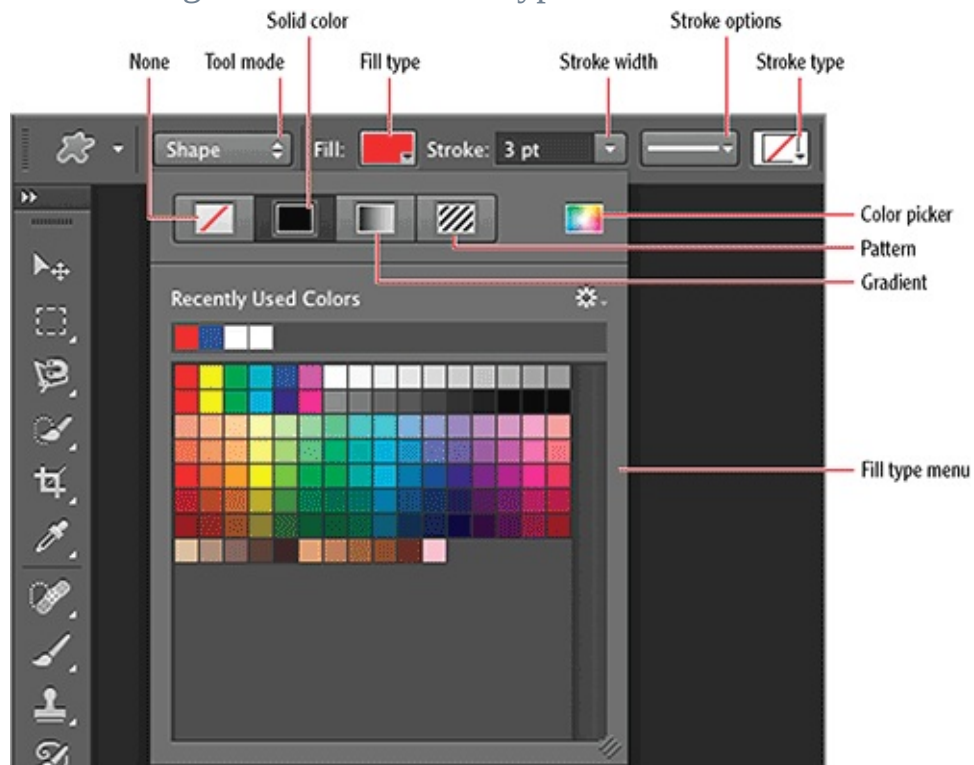 Solid color
Stroke options
None
Tool mode
Fill type
Stroke width
Stroke type
Shape
Fill:
Stroke:
3 pt
Color picker
Pattern
Gradient
Recently Used Colors
Fill type menu